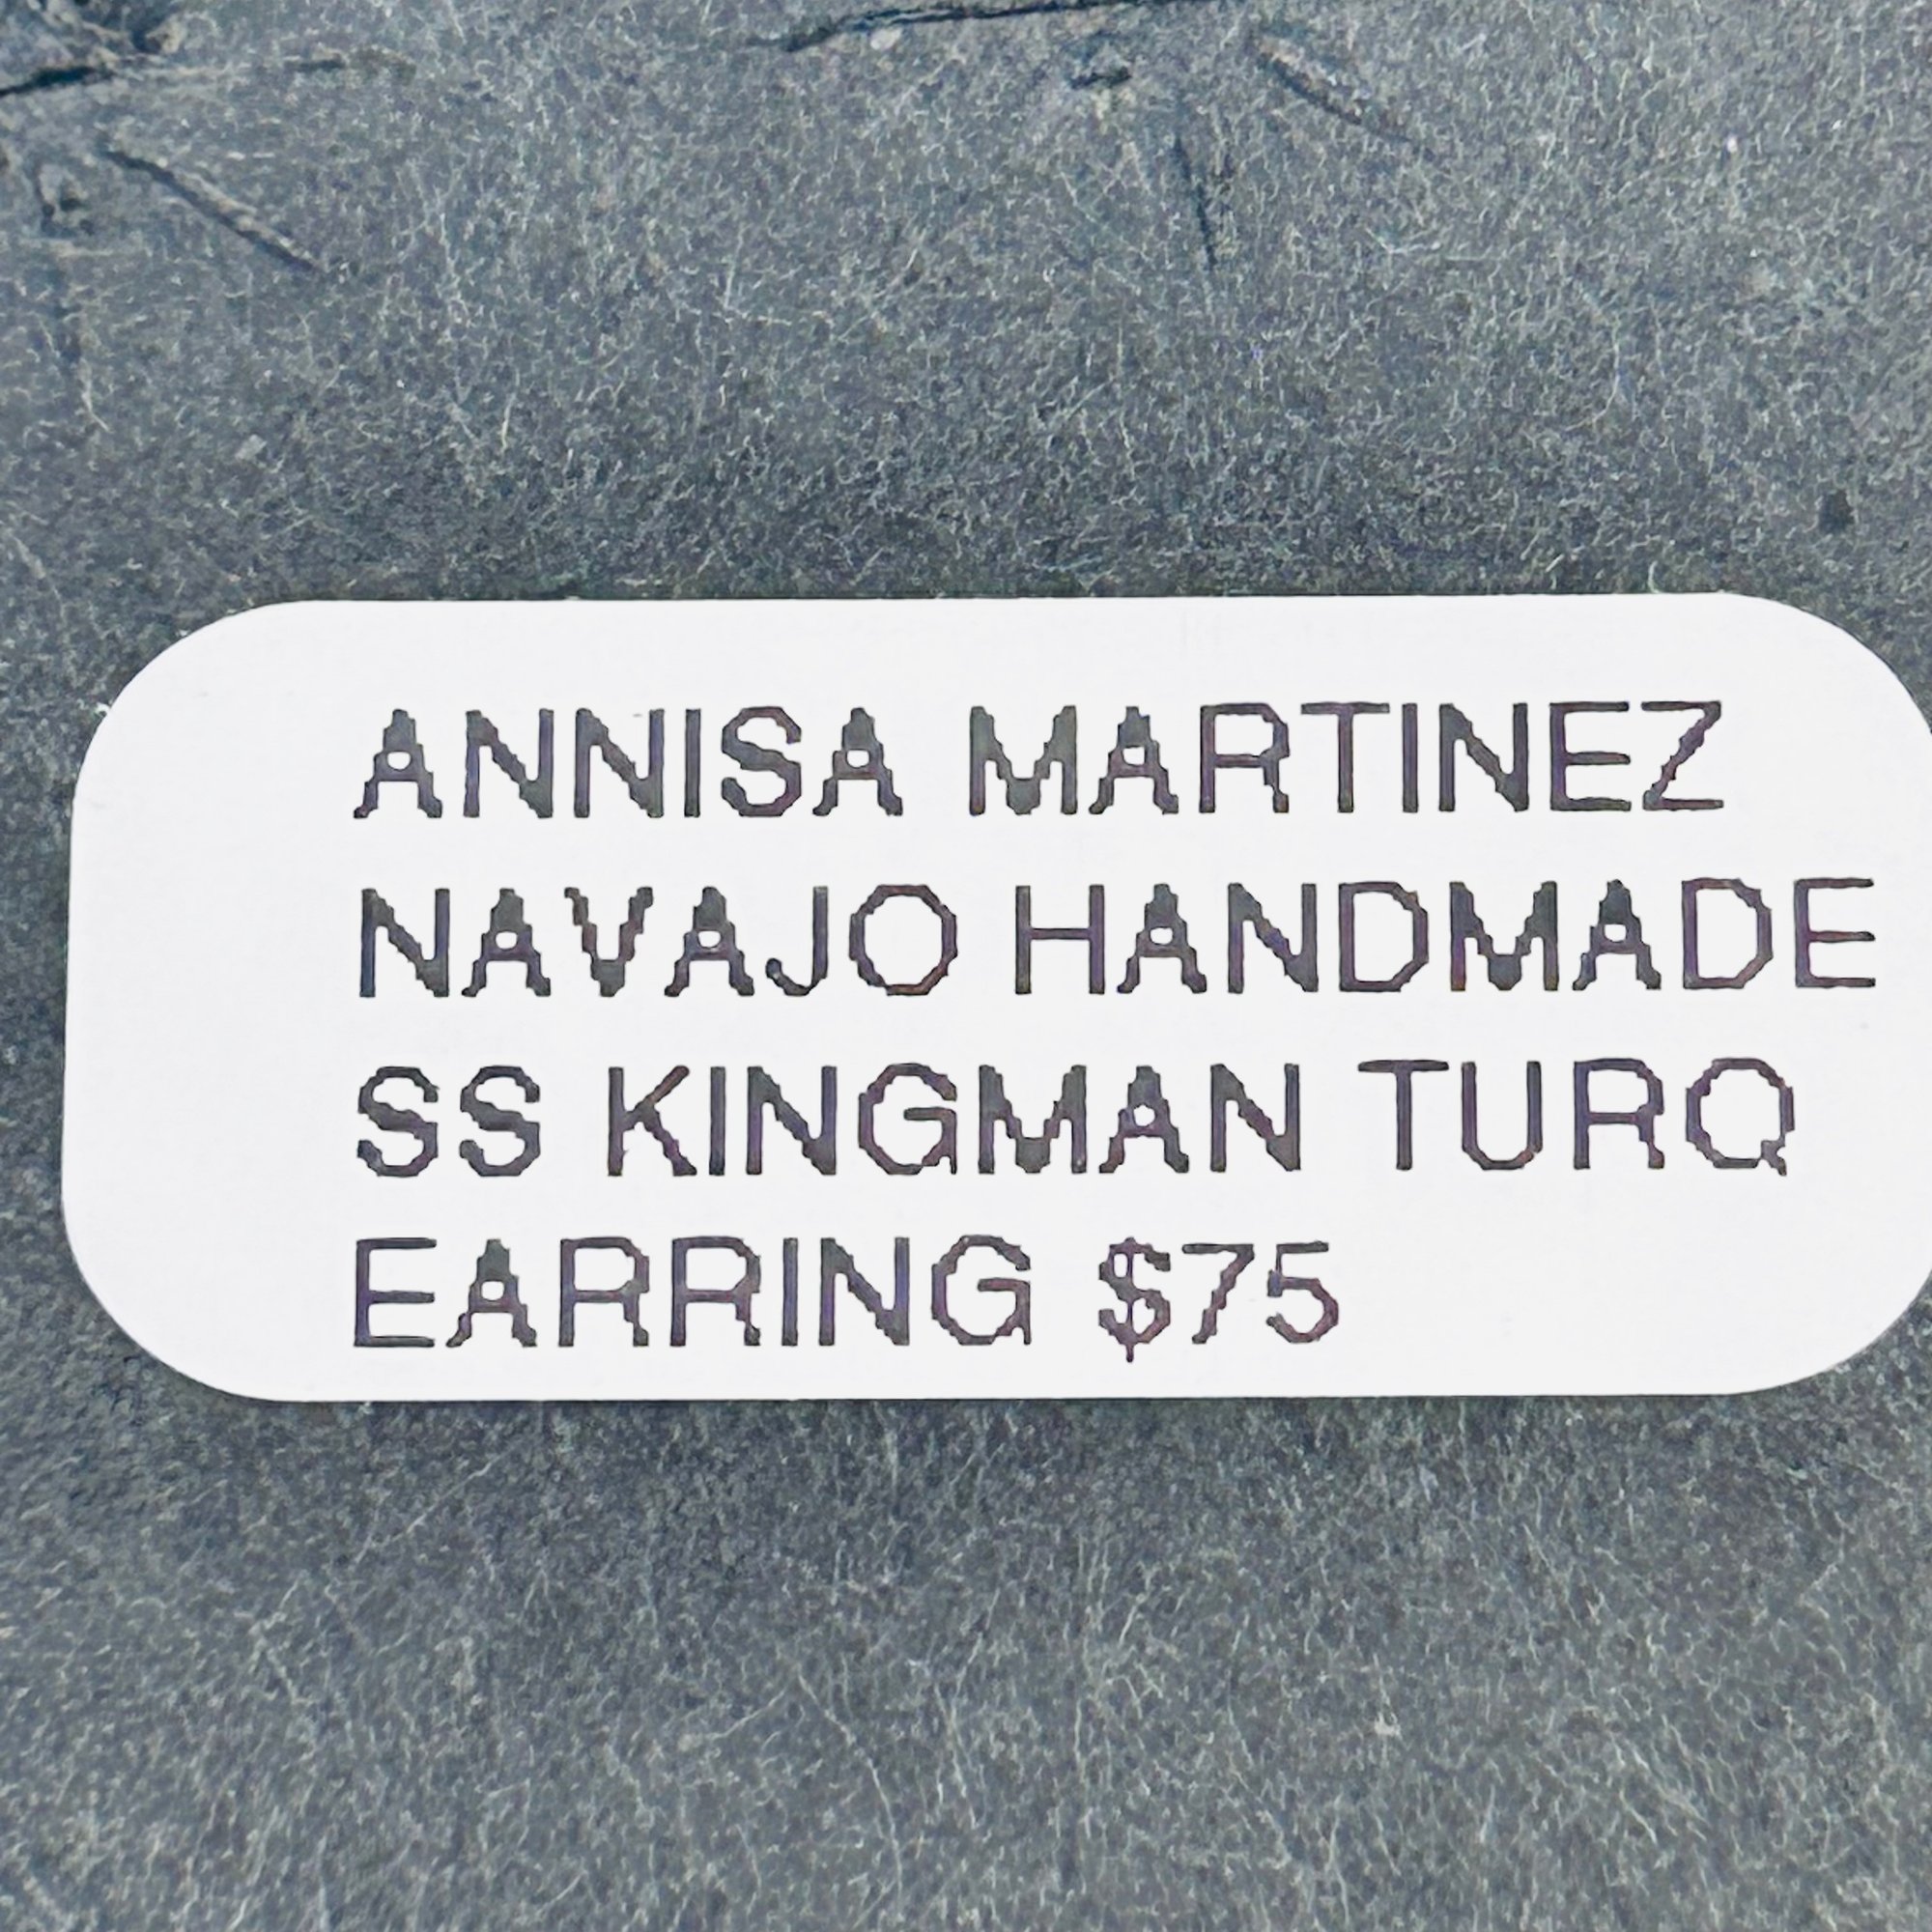 ANNISA MARTINEZ
NAVAJO HANDMADE
SS KINGMAN TURQ
EARRING $75